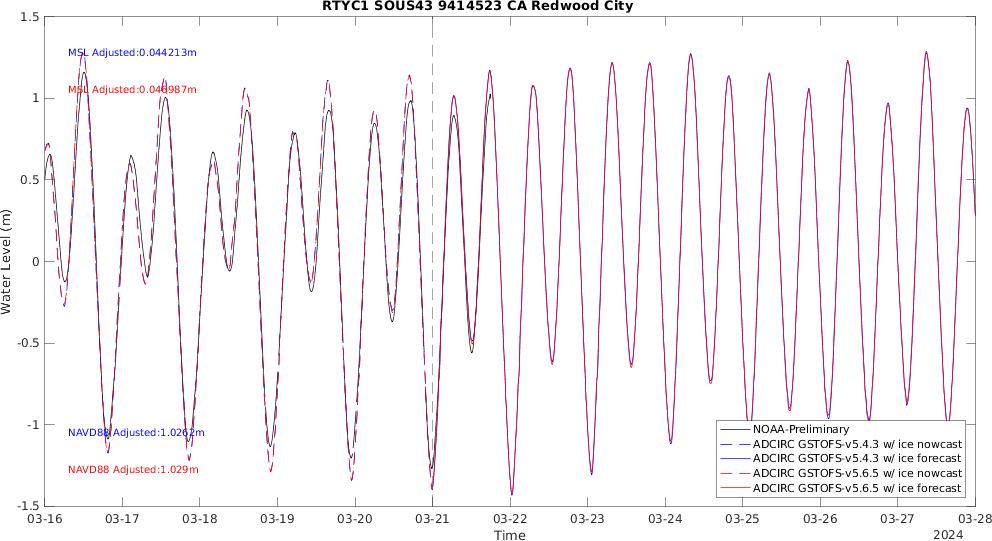 RTYC1 SOUS43 9414523 CA Redwood City
MSL Adjusted:0.044213m
MSL Adjusted:0.046987m
NAVD88 Adjusted:1.0262m
NAVD88 Adjusted:1.029m
Water Level (m)
1.5
1
0.5
0
-0.5
-1
-1.5
NOAA-Preliminary
ADCIRC GSTOFS-v5.4.3 w/ ice nowcast
ADCIRC GSTOFS-v5.4.3 w/ ice forecast
ADCIRC GSTOFS-v5.6.5 w/ ice nowcast
ADCIRC GSTOFS-v5.6.5 w/ ice forecast
03-16 03-17 03-18 03-19 03-20 03-21 03-22 03-23 03-24 03-25 03-26 03-27 03-28
Time
2024